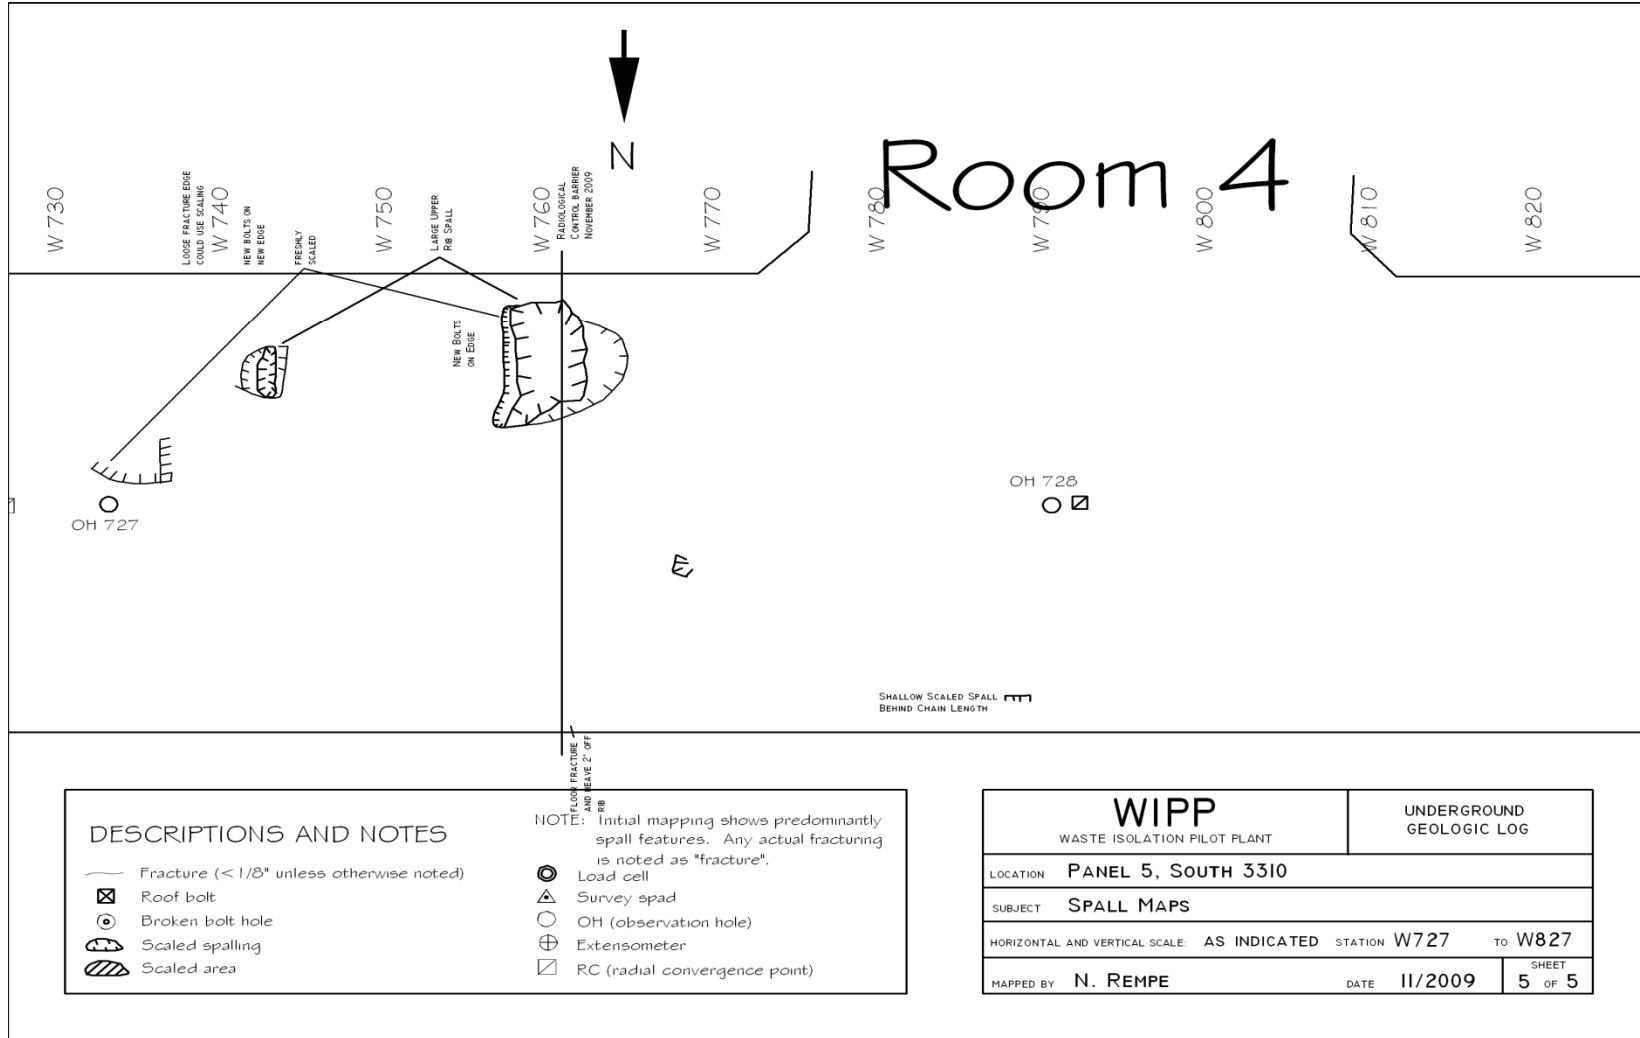 N
Room 4
W 730
LOOSE FRACTURE EDGE
COULD USE SCALING
W 740
NEW BOLTS ON
NEW EDGE
FRESHLY
SCALED
W 750
LARGE UPPER
RIB SPALL
W 760
RADIOLOGICAL
CONTROL BARRIER
NOVEMBER 2009
W 770
W 780
W 790
W 800
W 810
W 820
NEW BOLTS
ON EDGE
OH 727
OH 728
SHALLOW SCALED SPALL
BEHIND CHAIN LENGTH
FLOOR FRACTURE
AND HEAVE 2' OFF
RIB
DESCRIPTIONS AND NOTES
Fracture (< 1/8" unless otherwise noted)
Roof bolt
Broken bolt hole
Scaled spalling
Scaled area
NOTE: Initial mapping shows predominantly
spall features. Any actual fracturing
is noted as "fracture".
Load cell
Survey spad
OH (observation hole)
Extensometer
RC (radial convergence point)
WIPP
WASTE ISOLATION PILOT PLANT
UNDERGROUND
GEOLOGIC LOG
LOCATION PANEL 5, SOUTH 3310
SUBJECT SPALL MAPS
HORIZONTAL AND VERTICAL SCALE: AS INDICATED STATION W727 TO W827
MAPPED BY N. REMPE DATE 11/2009 SHEET
5 OF 5